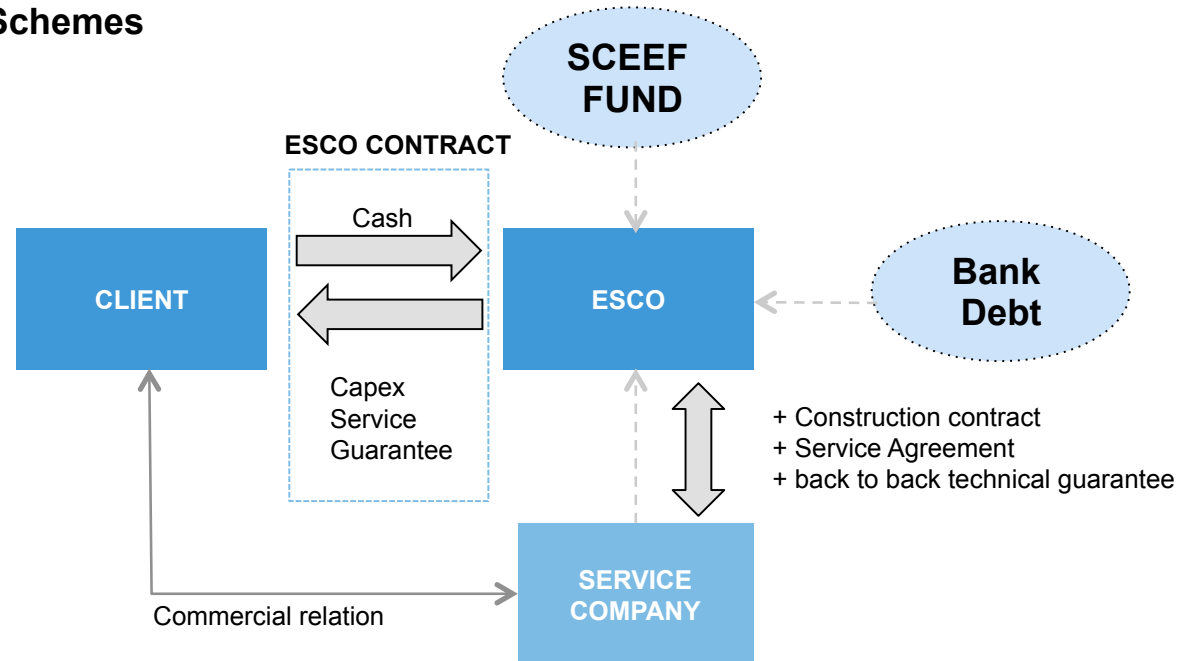 Schemes
SCEEF
FUND
ESCO CONTRACT
Cash
CLIENT
ESCO
Bank
Debt
Capex
Service
Guarantee
+ Construction contract
+ Service Agreement
+ back to back technical guarantee
SERVICE
COMPANY
Commercial relation